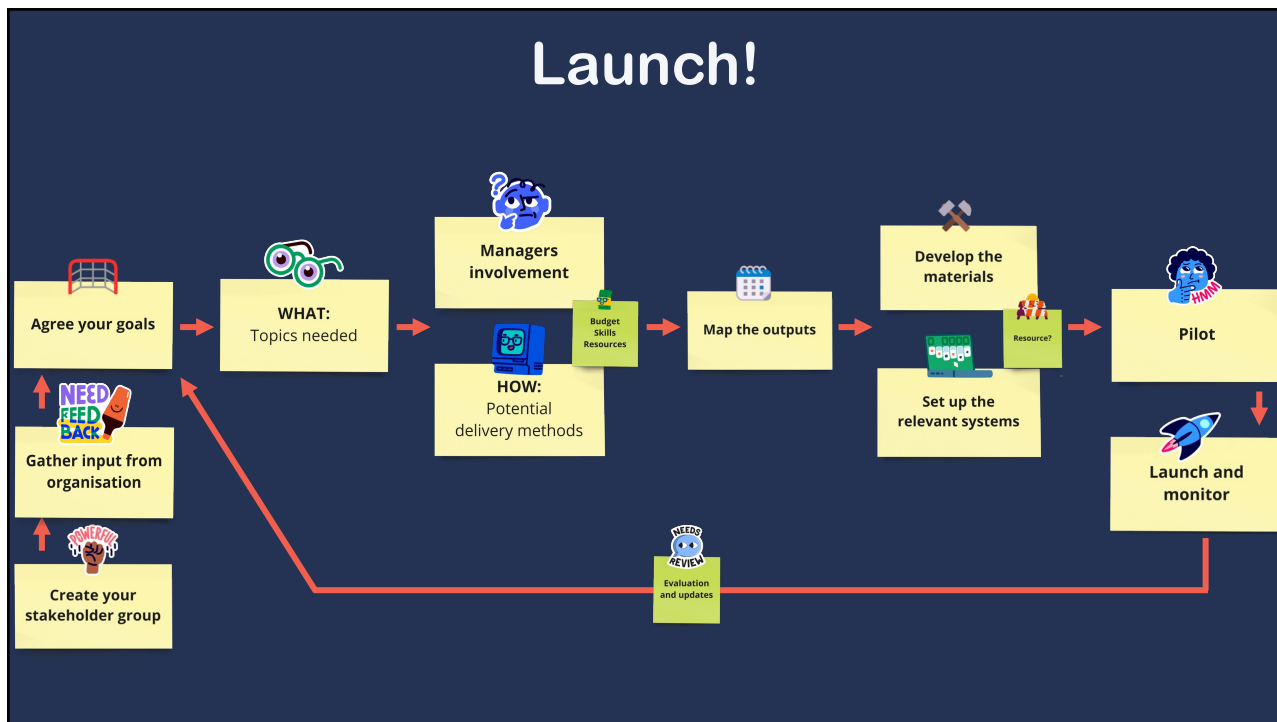 Launch!
Create your
stakeholder group
POWERFUL
Gather input from
organisation
NEED
FEED
BACK
Agree your goals
WHAT:
Topics needed
?
Managers
involvement
HOW:
Potential
delivery methods
Budget
Skills
Resources
Map the outputs
Develop the
materials
Set up the
relevant systems
Resource?
HMM
Pilot
Launch and
monitor
NEEDS
REVIEW
Evaluation
and updates